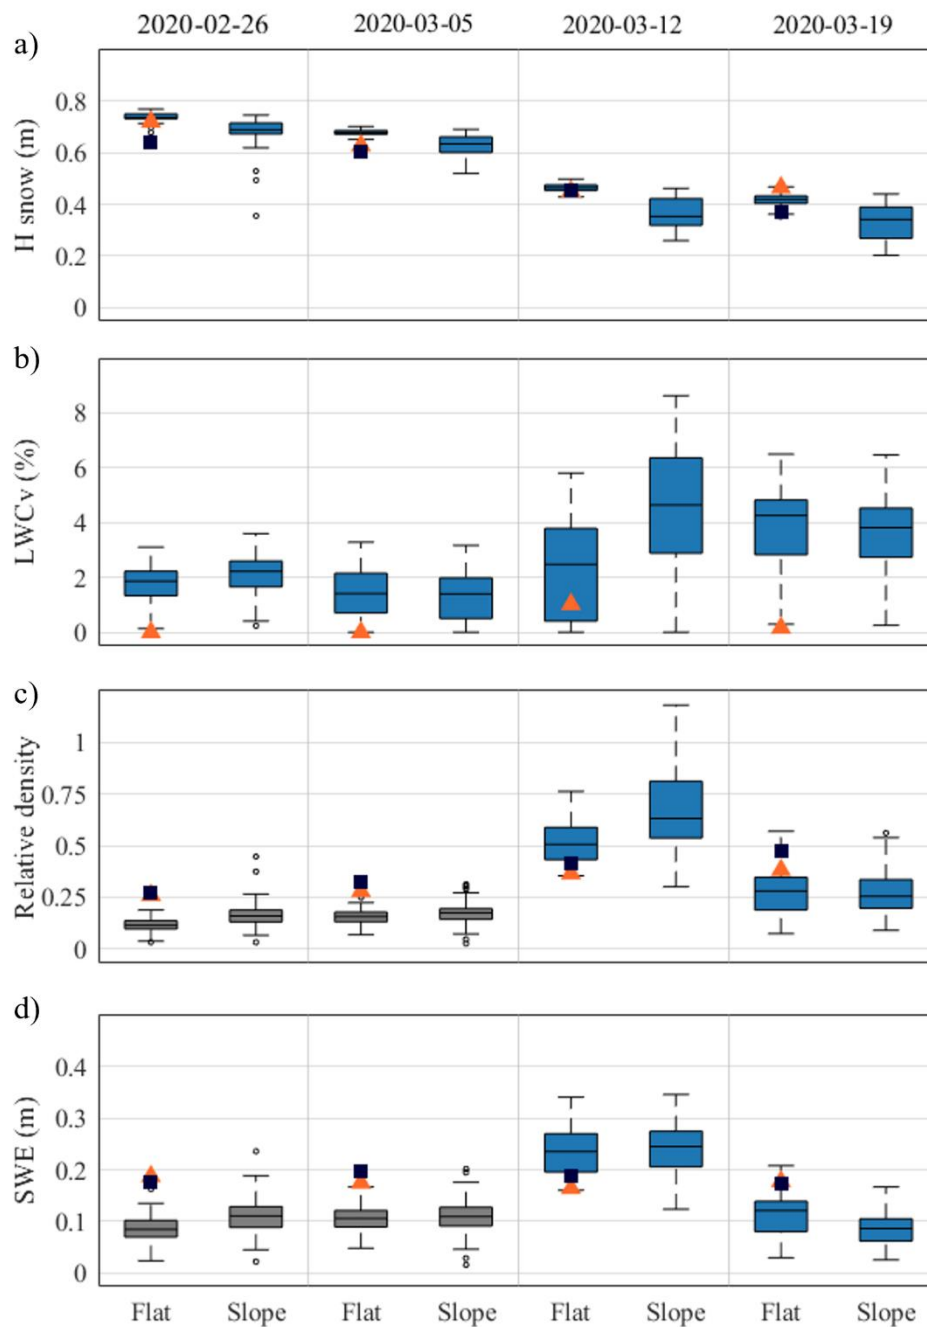 2020-02-26 2020-03-05 2020-03-12 2020-03-19
a)
H snow (m)
0.8
0.6
0.4
0.2
0
b)
LWCv (%)
8
6
4
2
0
c)
Relative density
1
0.75
0.5
0.25
0
d)
SWE (m)
0.4
0.3
0.2
0.1
0
Flat Slope Flat Slope Flat Slope Flat Slope